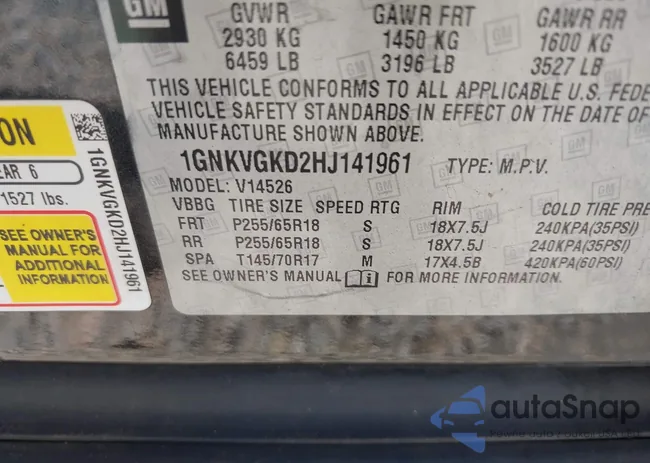 GM
GVWR GAWR FRT GAWR RR
2930 KG 1450 KG 1600 KG
6459 LB 3196 LB 3527 LB
THIS VEHICLE CONFORMS TO ALL APPLICABLE U.S. FEDE
VEHICLE SAFETY STANDARDS IN EFFECT ON THE DATE
MANUFACTURE SHOWN ABOVE.
1GNKVGKD2HJ141961 TYPE: M.P.V.
MODEL: V14526
VBBG TIRE SIZE SPEED RTG RIM COLD TIRE PRE
FRT P255/65R18 S 18X7.5J 240KPA(35PSI)
RR P255/65R18 S 18X7.5J 240KPA(35PSI)
SPA T145/70R17 M 17X4.5B 420KPA(60PSI)
SEE OWNER'S MANUAL FOR MORE INFORMATION.
ON
EAR 6
1527 lbs.
SEE OWNER'S
MANUAL FOR
ADDITIONAL
INFORMATION
1GNKVGKD2HJ141961
autaSnap